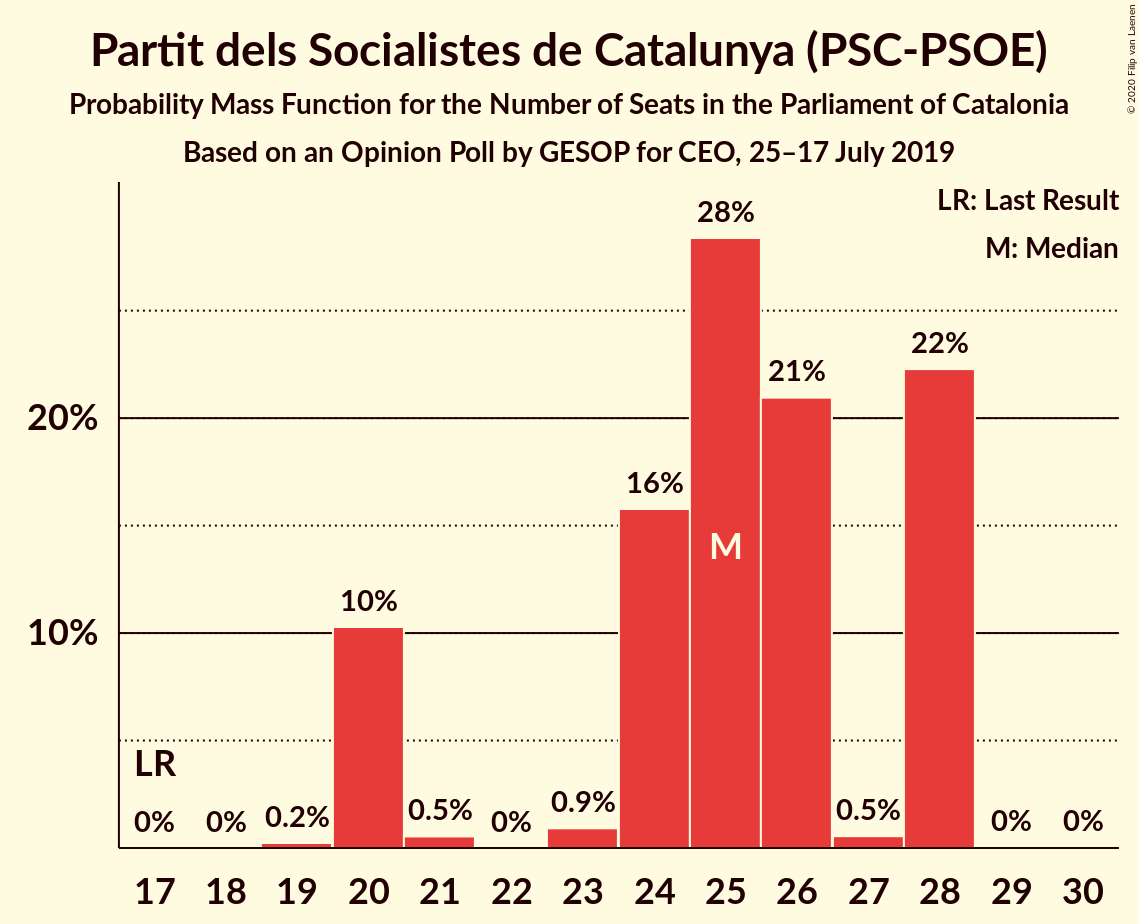 Partit dels Socialistes de Catalunya (PSC-PSOE)
Probability Mass Function for the Number of Seats in the Parliament of Catalonia
Based on an Opinion Poll by GESOP for CEO, 25–17 July 2019
© 2020 Filip van Laenen
LR: Last Result
M: Median
28%
22%
21%
20%
16%
M
10%
10%
LR
0% 0% 0.2% 0.5% 0% 0.9% 0.5% 0% 0%
17 18 19 20 21 22 23 24 25 26 27 28 29 30